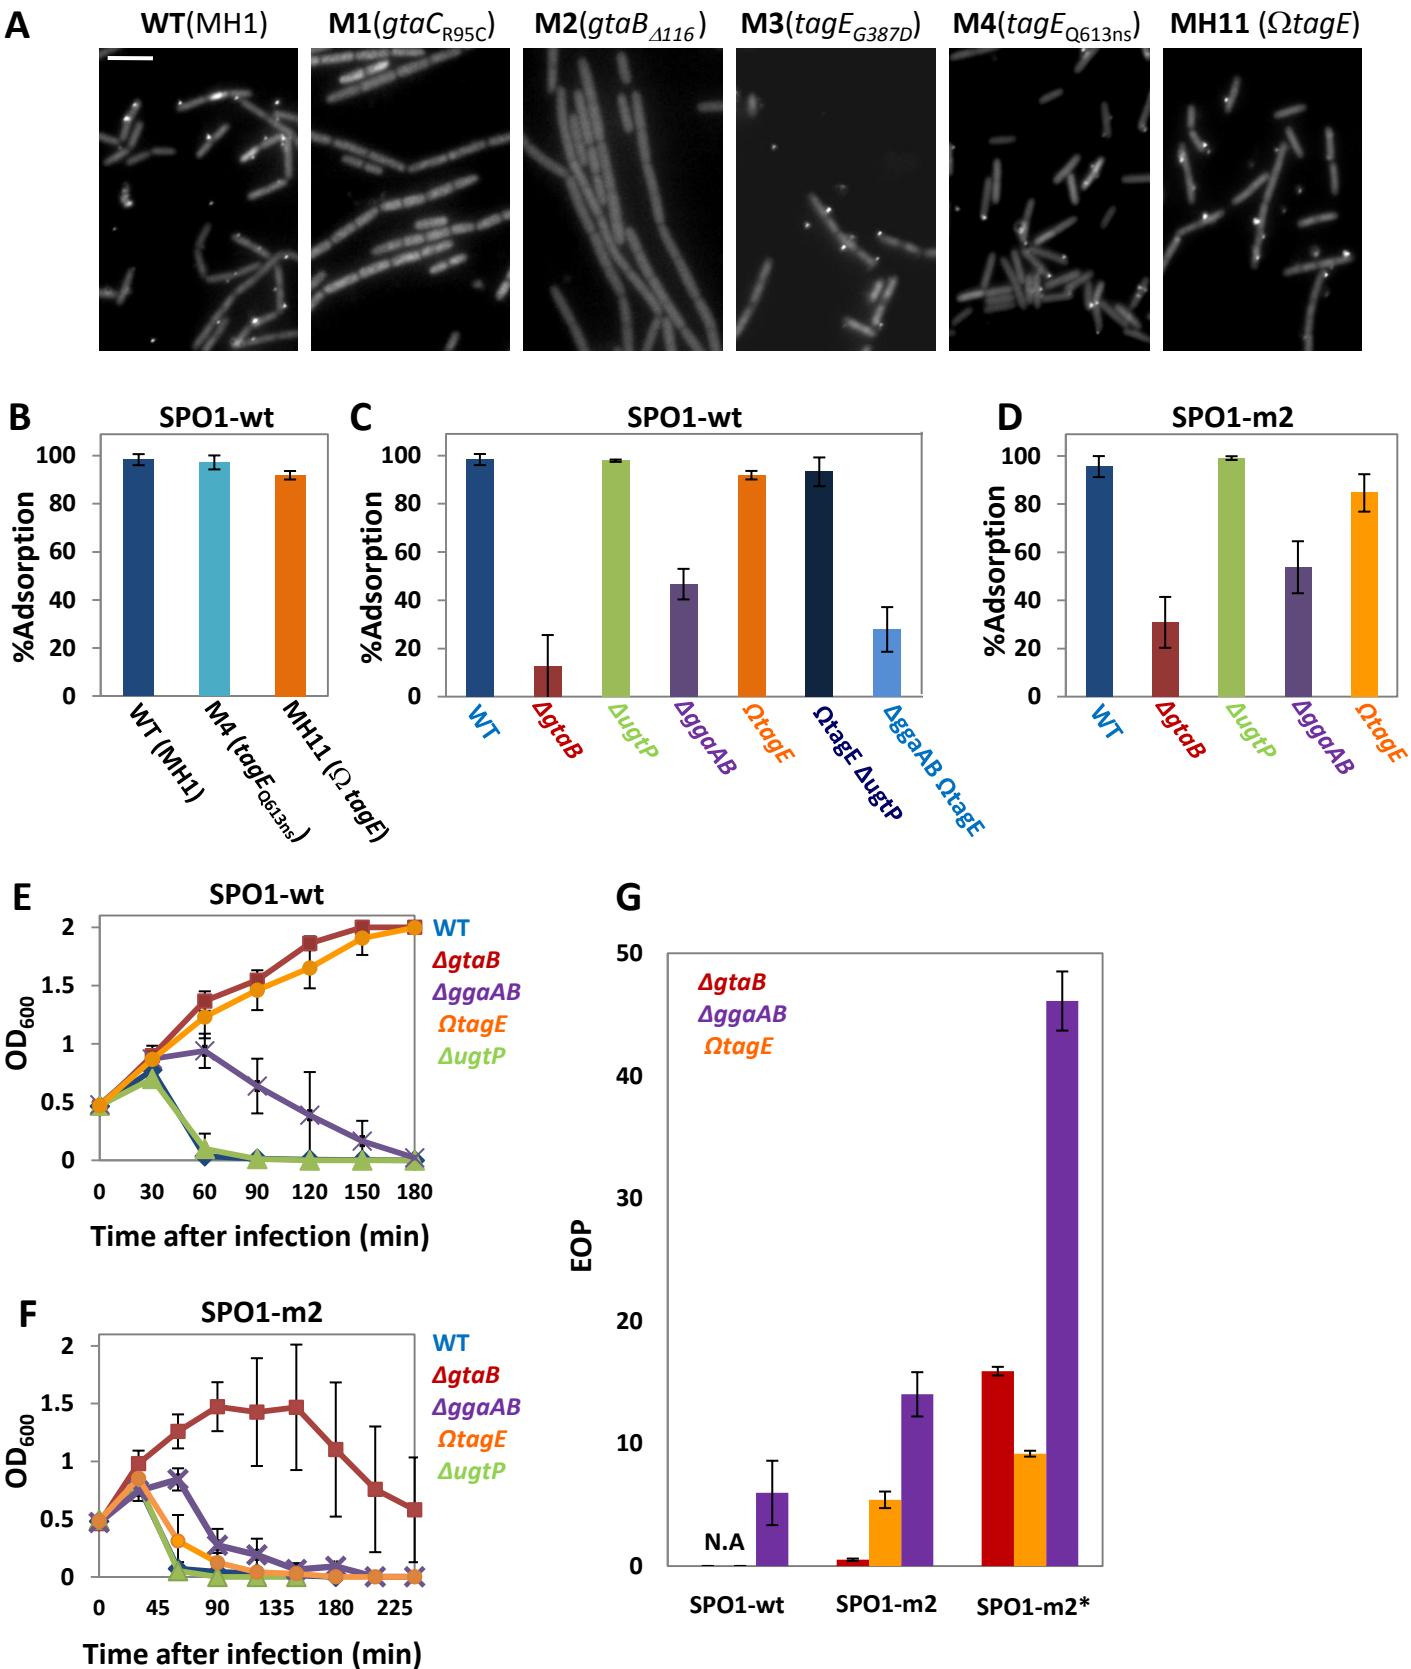 A
WT(MH1) M1(gtaC R95C) M2(gtaB Δ116) M3(tagE G387D) M4(tagE Q613ns) MH11 (ΩtagE)
B
SPO1-wt
%Adsorption
100
80
60
40
20
0
WT (MH1)
M4 (tagE Q613ns)
MH11 (Ω tagE)
C
SPO1-wt
%Adsorption
100
80
60
40
20
0
WT
ΔgtaB
ΔugtP
ΔggaAB
ΩtagE
ΩtagE ΔugtP
ΔggaAB ΩtagE
D
SPO1-m2
%Adsorption
100
80
60
40
20
0
WT
ΔgtaB
ΔugtP
ΔggaAB
ΩtagE
E
SPO1-wt
OD600
2
1.5
1
0.5
0
0 30 60 90 120 150 180
Time after infection (min)
WT
ΔgtaB
ΔggaAB
ΩtagE
ΔugtP
F
SPO1-m2
OD600
2
1.5
1
0.5
0
0 45 90 135 180 225
Time after infection (min)
WT
ΔgtaB
ΔggaAB
ΩtagE
ΔugtP
G
EOP
50
40
30
20
10
0
ΔgtaB
ΔggaAB
ΩtagE
N.A
SPO1-wt SPO1-m2 SPO1-m2*